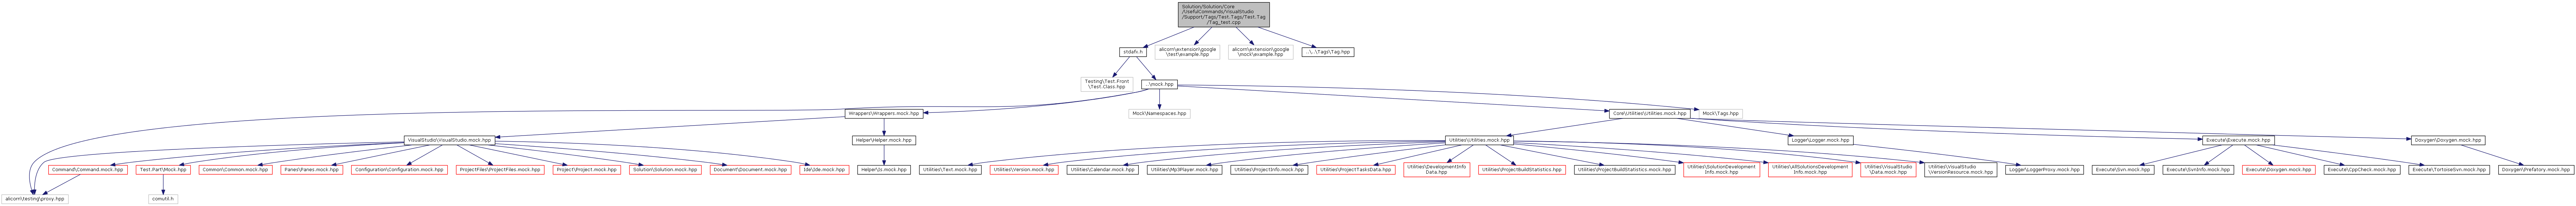 Solution/Solution/Core
/UsefulCommands/VisualStudio
/Support/Tags/Test.Tags/Test.Tag
/Tag_test.cpp
stdafx.h
alicorn\extension\google
\test\example.hpp
alicorn\extension\google
\mock\example.hpp
..\..\Tags\Tag.hpp
Testing\Test.Front
\Test.Class.hpp
..\mock.hpp
Wrappers\Wrappers.mock.hpp
Mock\Namespaces.hpp
Core\Utilities\Utilities.mock.hpp
Mock\Tags.hpp
VisualStudio\VisualStudio.mock.hpp
Helper\Helper.mock.hpp
Utilities\Utilities.mock.hpp
Logger\Logger.mock.hpp
Execute\Execute.mock.hpp
Doxygen\Doxygen.mock.hpp
Command\Command.mock.hpp
Test.Part\Mock.hpp
Common\Common.mock.hpp
Panes\Panes.mock.hpp
Configuration\Configuration.mock.hpp
ProjectFiles\ProjectFiles.mock.hpp
Project\Project.mock.hpp
Solution\Solution.mock.hpp
Document\Document.mock.hpp
Ide\Ide.mock.hpp
Helper\Is.mock.hpp
Utilities\Text.mock.hpp
Utilities\Version.mock.hpp
Utilities\Calendar.mock.hpp
Utilities\Mp3Player.mock.hpp
Utilities\ProjectInfo.mock.hpp
Utilities\ProjectTasksData.hpp
Utilities\DevelopmentInfo
Data.hpp
Utilities\ProjectBuildStatistics.hpp
Utilities\ProjectBuildStatistics.mock.hpp
Utilities\SolutionDevelopment
Info.mock.hpp
Utilities\AllSolutionsDevelopment
Info.mock.hpp
Utilities\VisualStudio
\Data.mock.hpp
Utilities\VisualStudio
\VersionResource.mock.hpp
Logger\LoggerProxy.mock.hpp
Execute\Svn.mock.hpp
Execute\SvnInfo.mock.hpp
Execute\Doxygen.mock.hpp
Execute\CppCheck.mock.hpp
Execute\TortoiseSvn.mock.hpp
Doxygen\Prefatory.mock.hpp
alicorn\testing\proxy.hpp
comutil.h